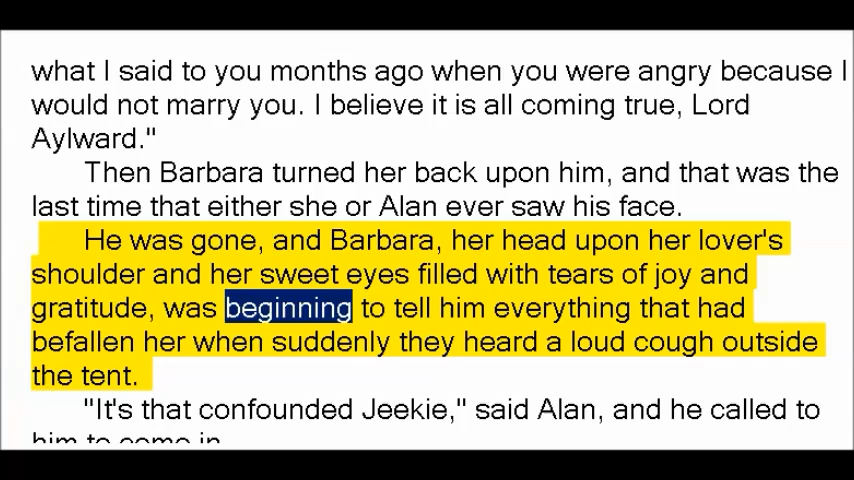 what I said to you months ago when you were angry because I
would not marry you. I believe it is all coming true, Lord
Aylward."
Then Barbara turned her back upon him, and that was the
last time that either she or Alan ever saw his face.
He was gone, and Barbara, her head upon her lover's
shoulder and her sweet eyes filled with tears of joy and
gratitude, was beginning to tell him everything that had
befallen her when suddenly they heard a loud cough outside
the tent.
"It's that confounded Jeekie," said Alan, and he called to
him to come in.